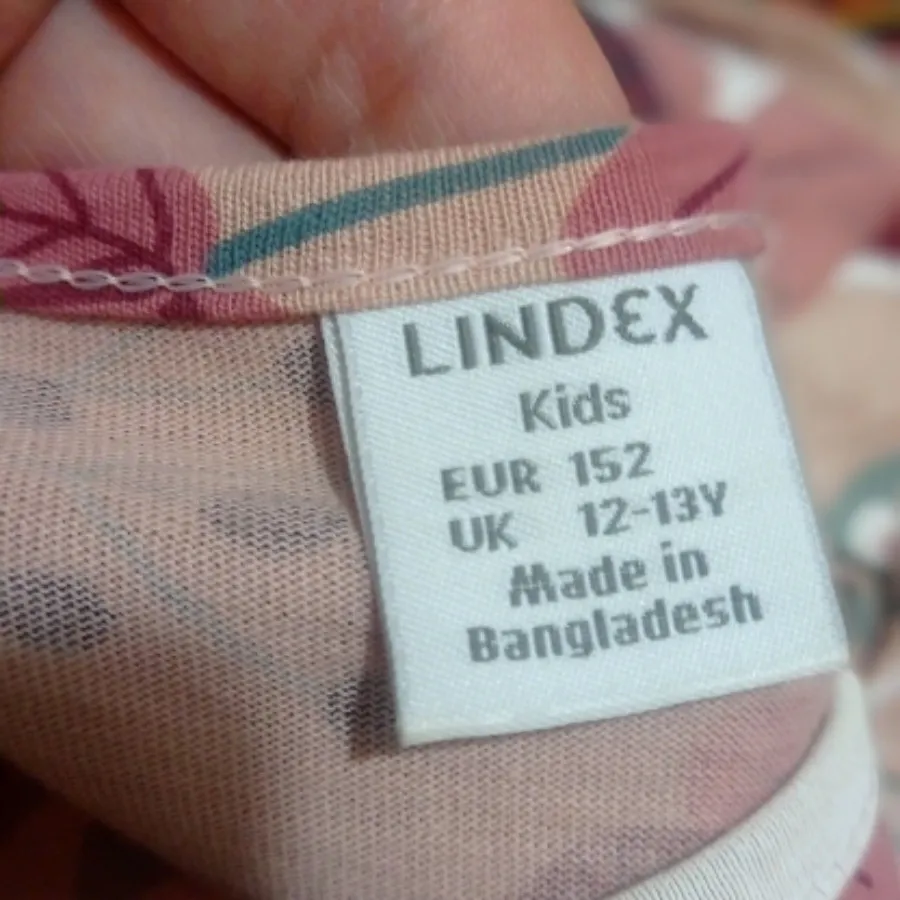 LINDEX
Kids
EUR 152
UK 12-13Y
Made in
Bangladesh